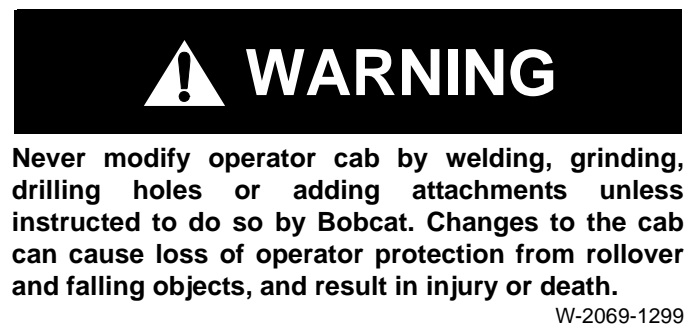 WARNING
Never modify operator cab by welding, grinding,
drilling holes or adding attachments unless
instructed to do so by Bobcat. Changes to the cab
can cause loss of operator protection from rollover
and falling objects, and result in injury or death.
W-2069-1299